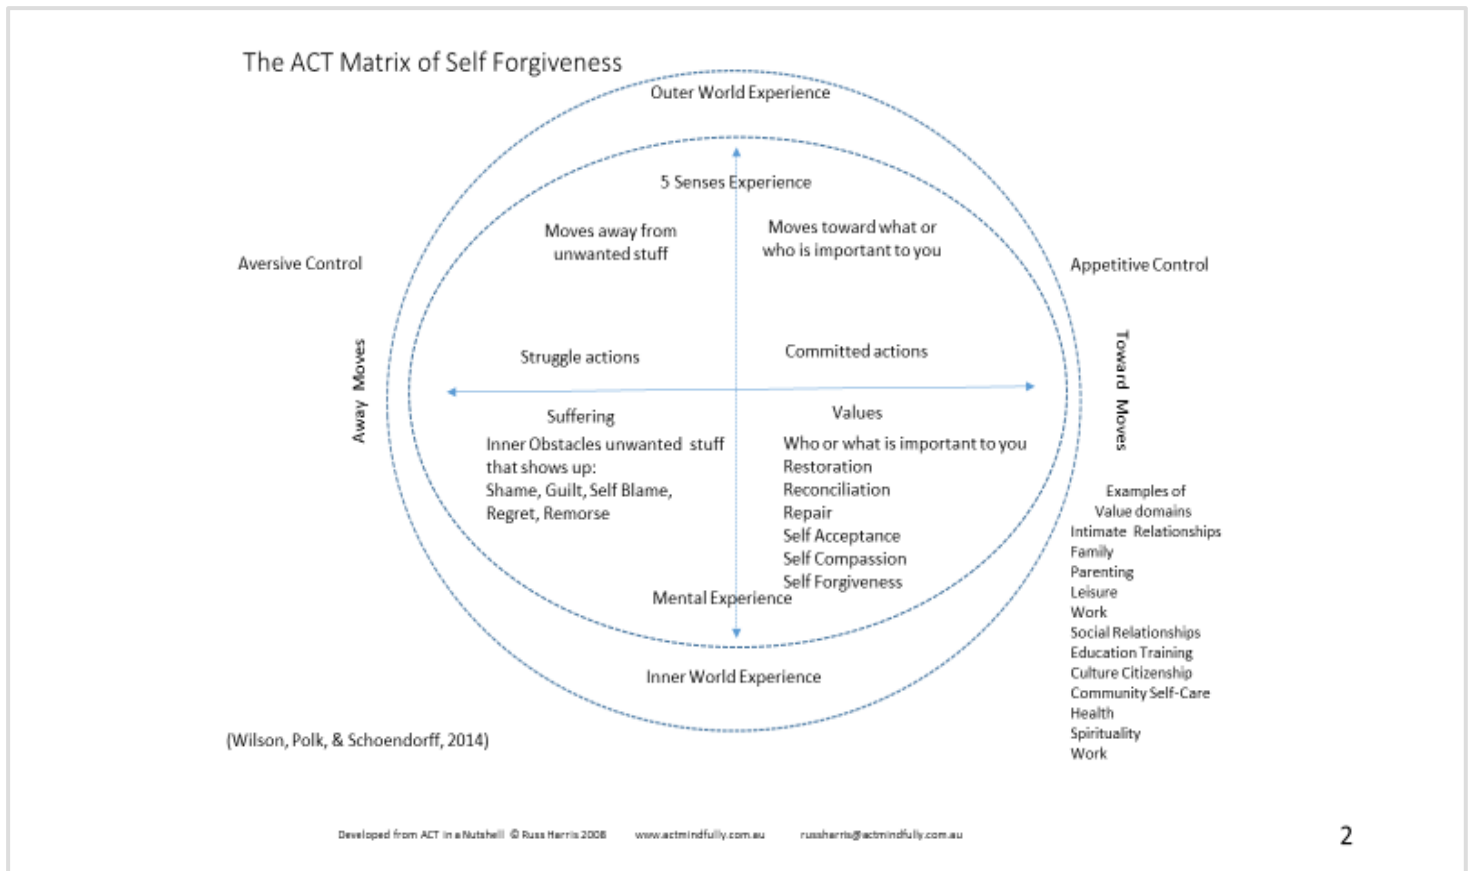 The ACT Matrix of Self Forgiveness
Outer World Experience
5 Senses Experience
Moves away from
unwanted stuff
Moves toward what or
who is important to you
Aversive Control
Appetitive Control
Away Moves
Toward Moves
Struggle actions
Committed actions
Suffering
Inner Obstacles unwanted stuff
that shows up:
Shame, Guilt, Self Blame,
Regret, Remorse
Values
Who or what is important to you
Restoration
Reconciliation
Repair
Self Acceptance
Self Compassion
Self Forgiveness
Mental Experience
Inner World Experience
Examples of
Value domains
Intimate Relationships
Family
Parenting
Leisure
Work
Social Relationships
Education Training
Culture Citizenship
Community Self-Care
Health
Spirituality
Work
(Wilson, Polk, & Schoendorff, 2014)
Developed from ACT in a Nutshell © Russ Harris 2008 www.actmindfully.com.au russharris@actmindfully.com.au
2